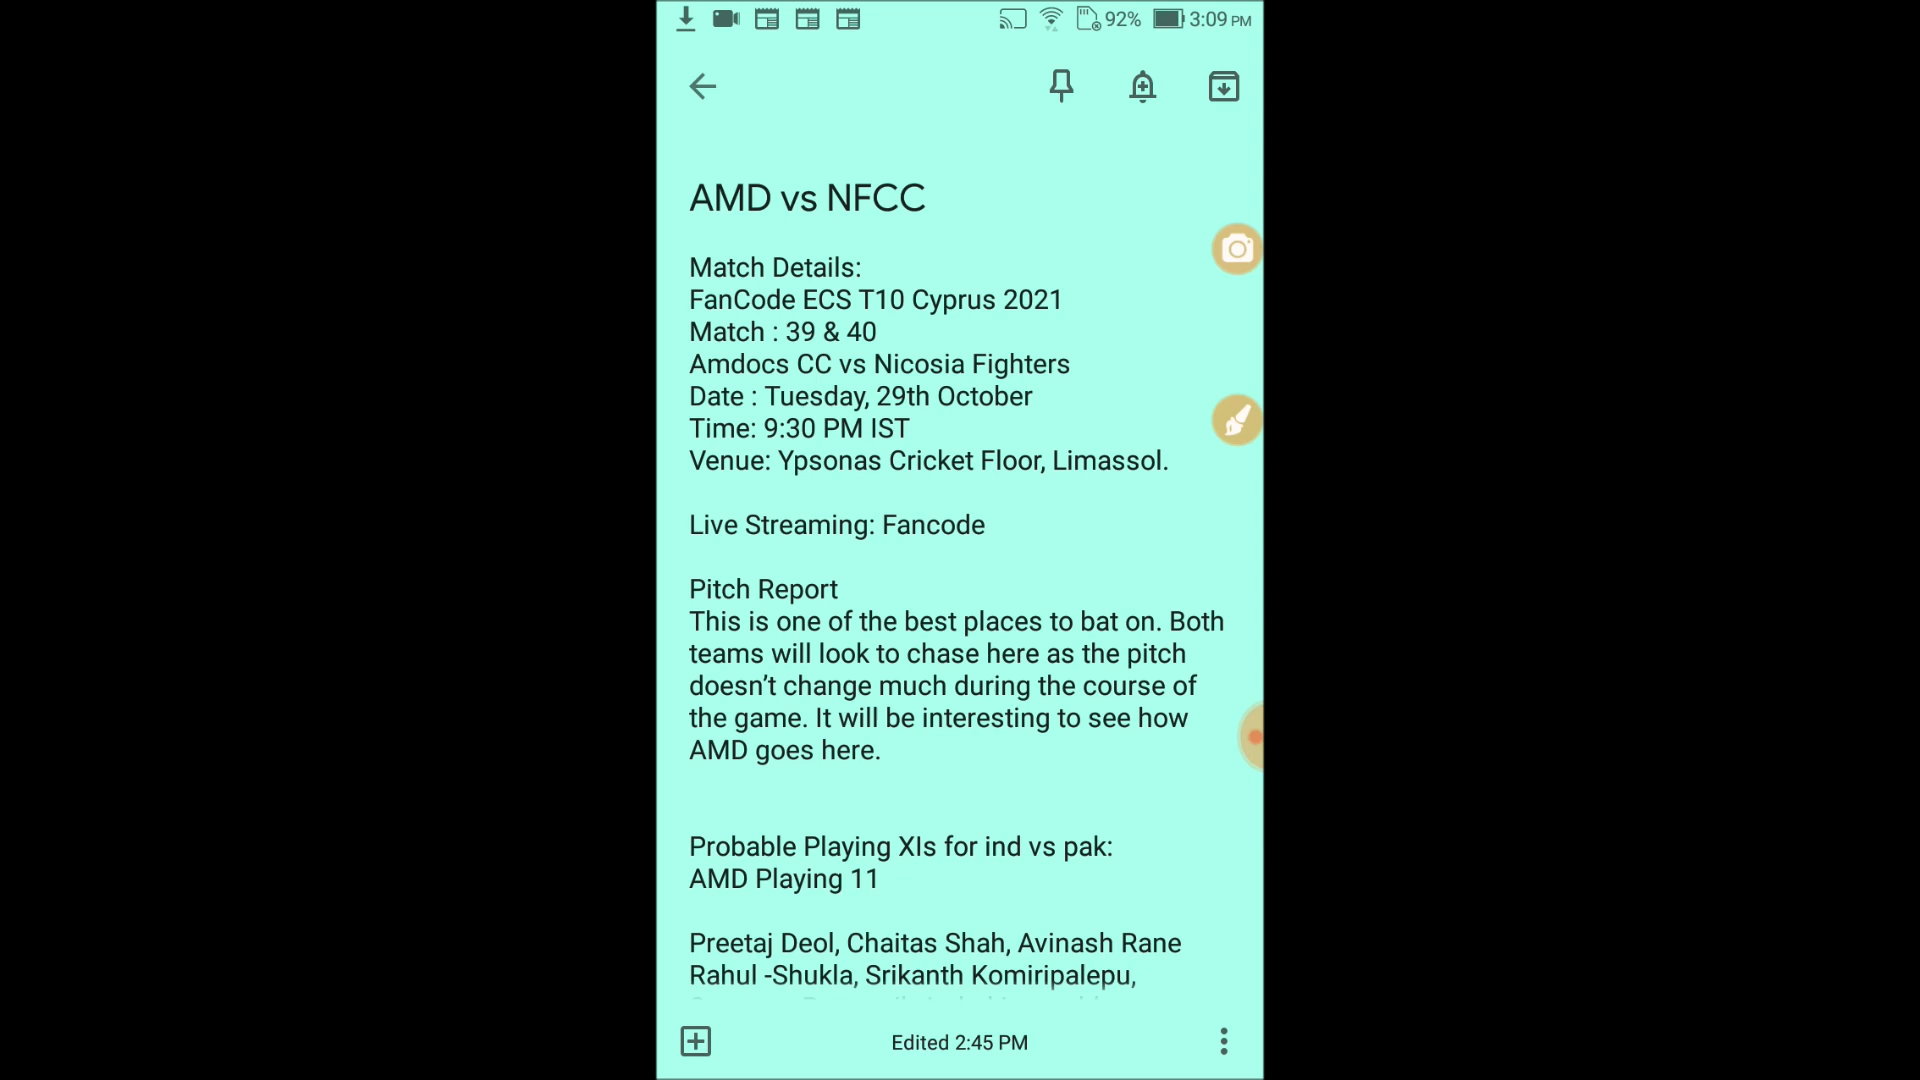 92% 3:09 PM
AMD vs NFCC
Match Details:
FanCode ECS T10 Cyprus 2021
Match : 39 & 40
Amdocs CC vs Nicosia Fighters
Date : Tuesday, 29th October
Time: 9:30 PM IST
Venue: Ypsonas Cricket Floor, Limassol.
Live Streaming: Fancode
Pitch Report
This is one of the best places to bat on. Both
teams will look to chase here as the pitch
doesn’t change much during the course of
the game. It will be interesting to see how
AMD goes here.
Probable Playing XIs for ind vs pak:
AMD Playing 11
Preetaj Deol, Chaitas Shah, Avinash Rane
Rahul -Shukla, Srikanth Komiripalepu,
Edited 2:45 PM